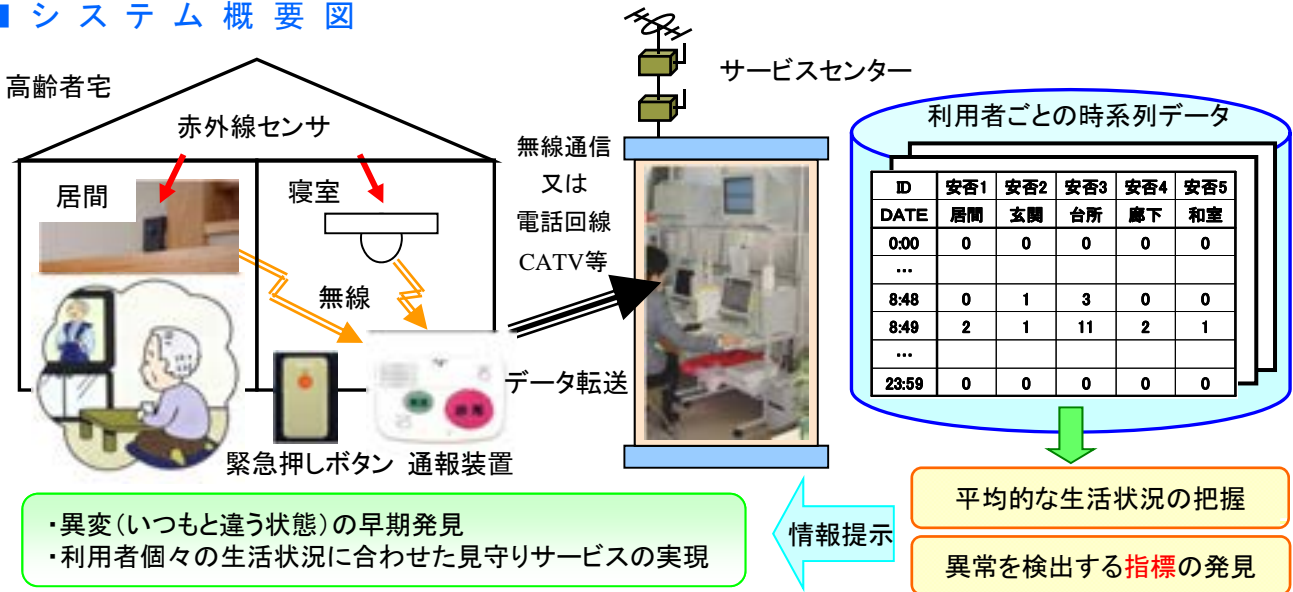 ■システム概要図
高齢者宅
赤外線センサ
居間
寝室
無線
緊急押しボタン
通報装置
無線通信
又は
電話回線
CATV等
データ転送
サービスセンター
利用者ごとの時系列データ
ID 安否1 安否2 安否3 安否4 安否5
DATE 居間 玄関 台所 廊下 和室
0:00 0 0 0 0 0
…
8:48 0 1 3 0 0
8:49 2 1 11 2 1
…
23:59 0 0 0 0 0
平均的な生活状況の把握
異常を検出する指標の発見
情報提示
・異変(いつもと違う状態)の早期発見
・利用者個々の生活状況に合わせた見守りサービスの実現